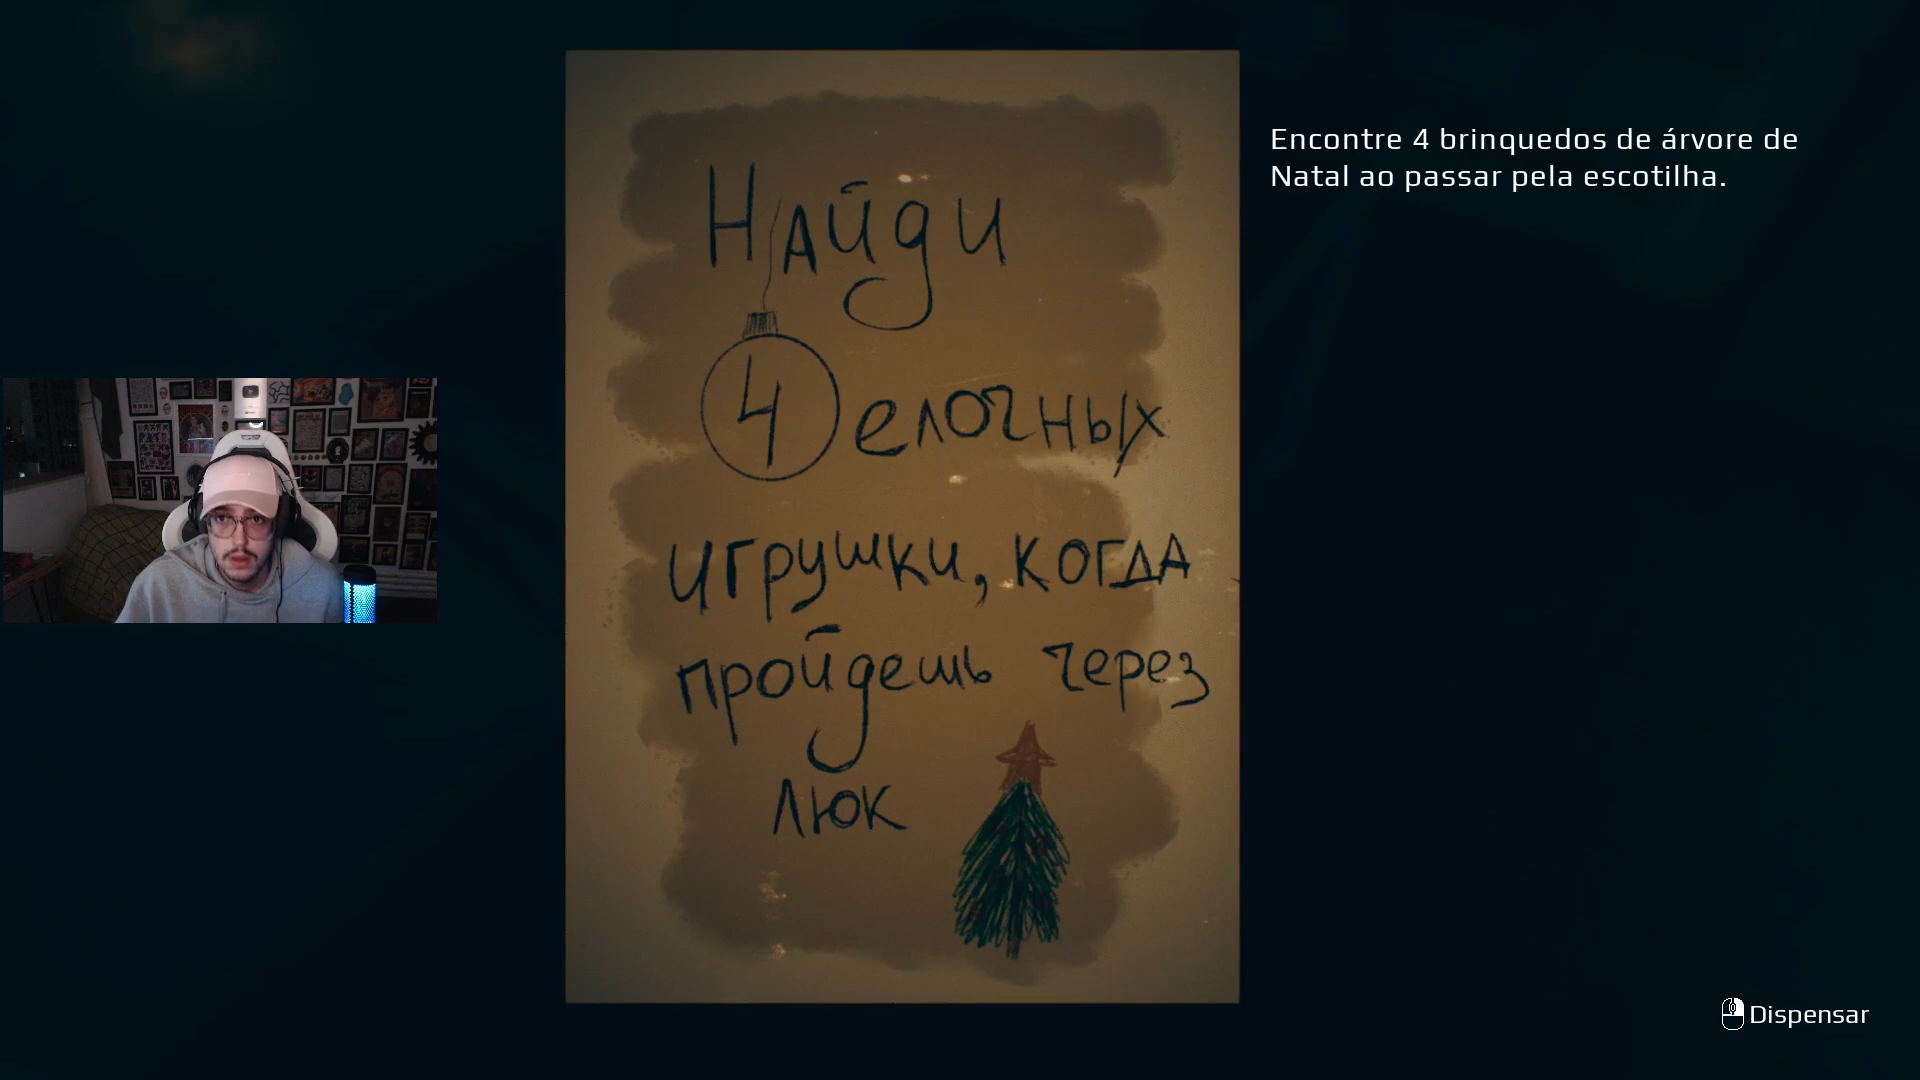 Найди
4 елочных
игрушки, когда
пройдешь через
люк
Encontre 4 brinquedos de árvore de
Natal ao passar pela escotilha.
Dispensar